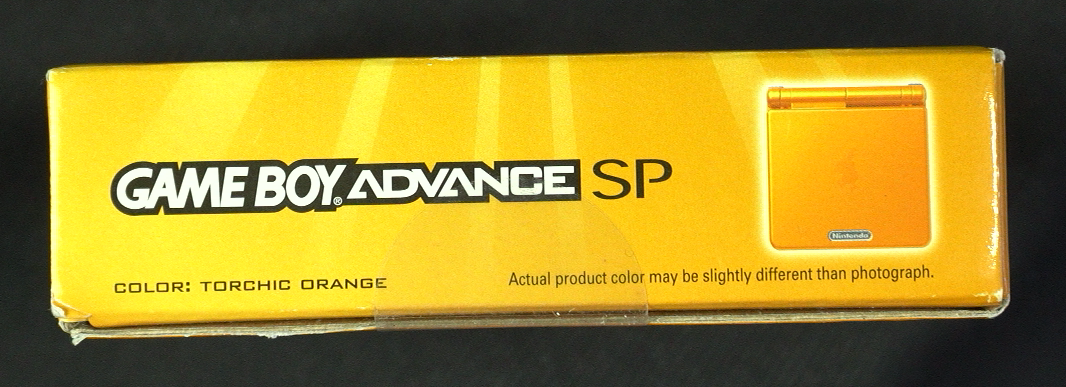 GAME BOY® ADVANCE SP
Nintendo
COLOR: TORCHIC ORANGE
Actual product color may be slightly different than photograph.